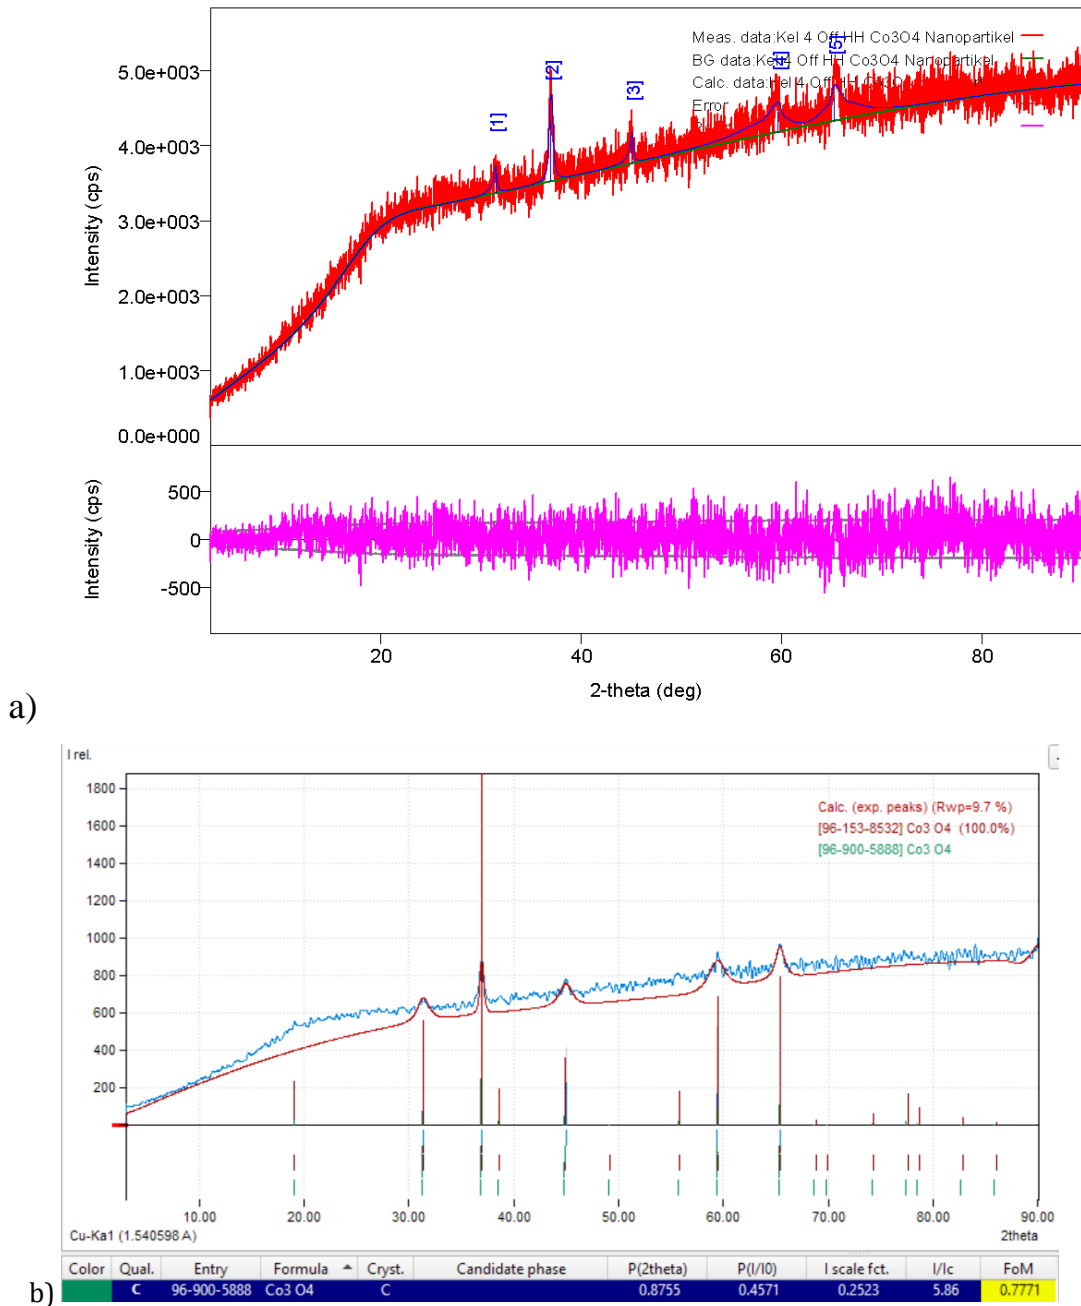 Meas. data:Kel 4 Off HH Co3O4 Nanopartikel
BG data:Kel 4 Off HH Co3O4 Nanopartikel
Calc. data:Kel 4 Off HH Co3O4
Error
[1]
[2]
[3]
[4]
[5]
Intensity (cps)
5.0e+003
4.0e+003
3.0e+003
2.0e+003
1.0e+003
0.0e+000
Intensity (cps)
500
0
-500
20 40 60 80
2-theta (deg)
a)
I rel.
1800
1600
1400
1200
1000
800
600
400
200
Calc. (exp. peaks) (Rwp=9.7 %)
[96-153-8532] Co3 O4 (100.0%)
[96-900-5888] Co3 O4
10.00 20.00 30.00 40.00 50.00 60.00 70.00 80.00 90.00
Cu-Ka1 (1.540598 A) 2theta
Color Qual. Entry Formula Cryst. Candidate phase P(2theta) P(I/I0) I scale fct. I/Ic FoM
C 96-900-5888 Co3 O4 C 0.8755 0.4571 0.2523 5.86 0.7771
b)